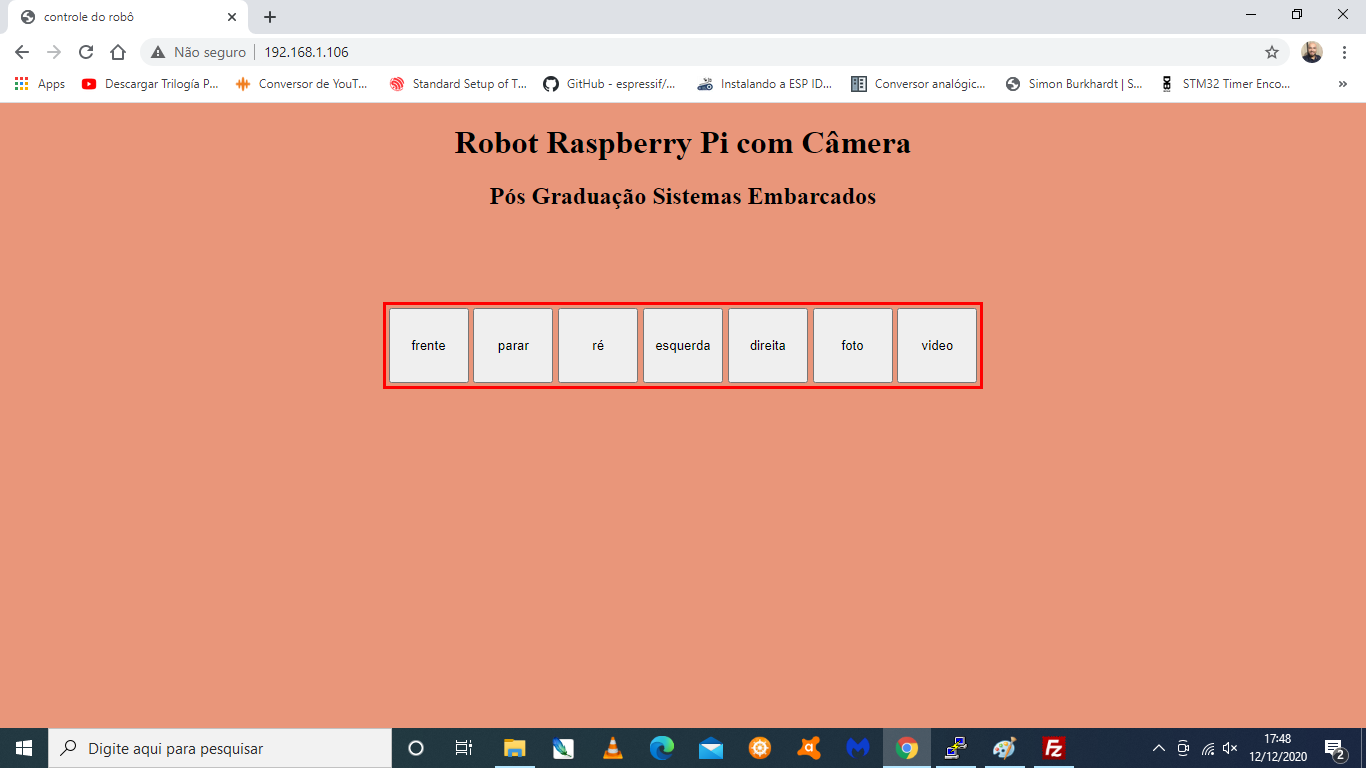 controle do robô
Não seguro 192.168.1.106
Apps Descargar Trilogía P... Conversor de YouT... Standard Setup of T... GitHub - espressif/... Instalando a ESP ID... Conversor analógic... Simon Burkhardt | S... STM32 Timer Enco... »
Robot Raspberry Pi com Câmera
Pós Graduação Sistemas Embarcados
frente parar ré esquerda direita foto video
Digite aqui para pesquisar
17:48
12/12/2020
2